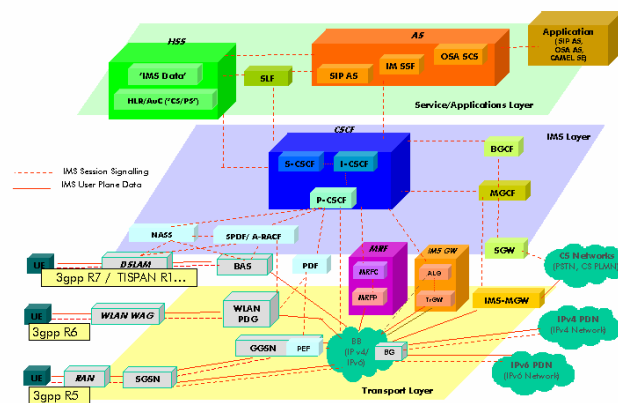 HSS
'IMS Data'
HLR/AuC ('CS/PS')
SLF
AS
SIP AS
IM SSF
OSA SCS
Application
(SIP AS,
OSA AS,
CAMEL SE)
Service/Applications Layer
CSCF
S-CSCF
I-CSCF
P-CSCF
IMS Layer
BGCF
MGCF
SGW
IMS Session Signalling
IMS User Plane Data
NASS
SPDF/ A-RACF
UE
DSLAM
BAS
3gpp R7 / TISPAN R1...
PDF
MRF
MRFC
MRFP
IMS GW
ALG
TrGW
CS Networks
(PSTN, CS PLMN)
IMS-MGW
UE
WLAN WAG
WLAN
PDG
3gpp R6
BB
(IPv4/
IPv6)
BG
IPv4 PDN
(IPv4 Network)
GGSN
PEF
UE
RAN
SGSN
3gpp R5
IPv6 PDN
(IPv6 Network)
Transport Layer